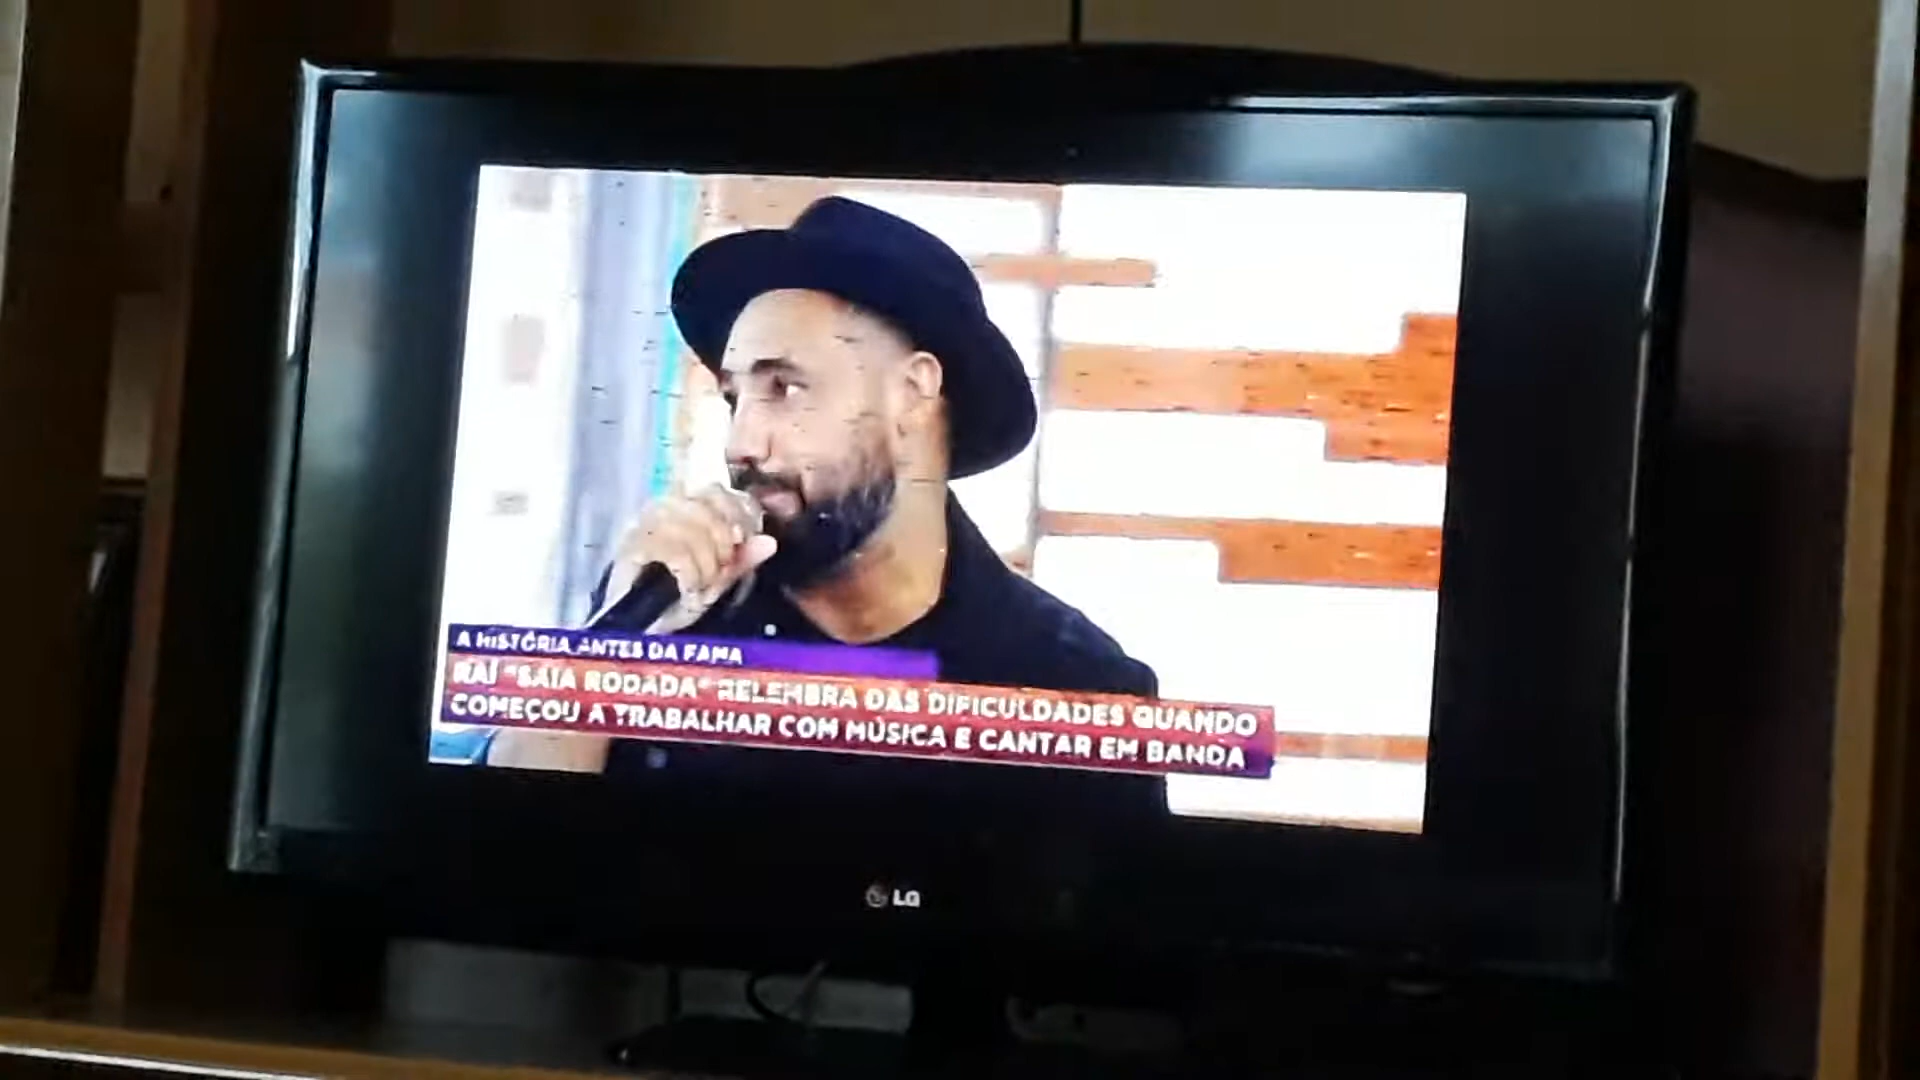 A HISTÓRIA ANTES DA FAMA
RAÍ "SAIA RODADA" RELEMBRA DAS DIFICULDADES QUANDO
COMEÇOU A TRABALHAR COM MÚSICA E CANTAR EM BANDA
LG